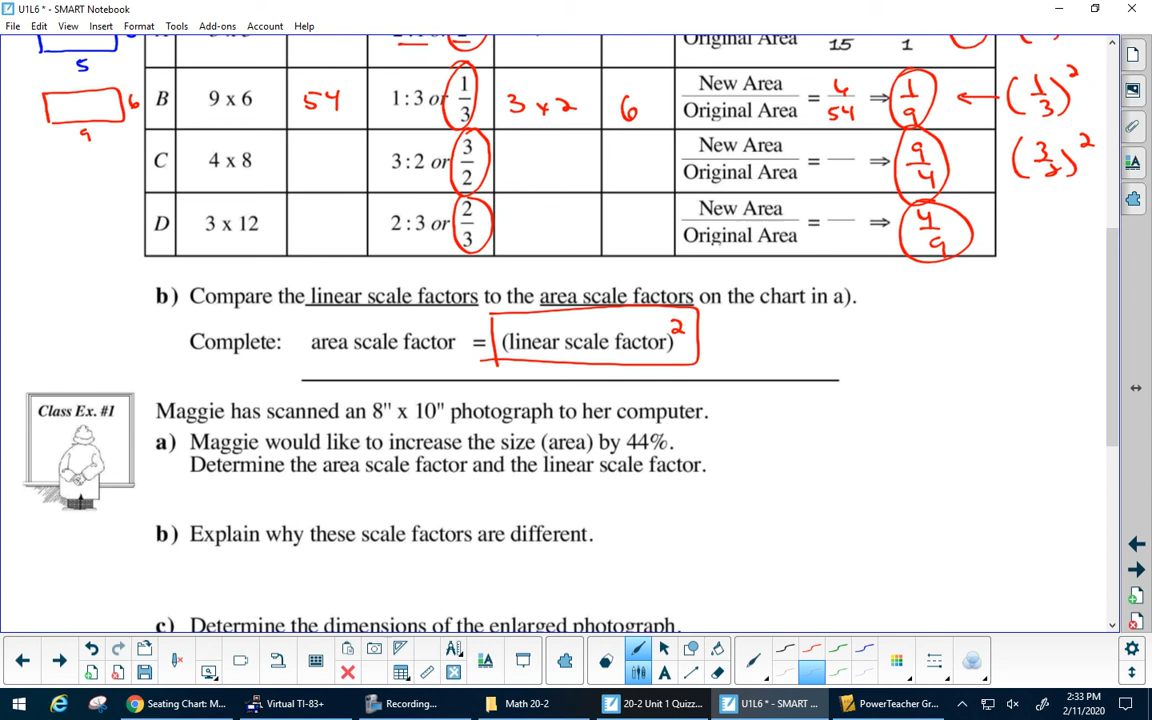 U1L6 * - SMART Notebook
File Edit View Insert Format Tools Add-ons Account Help
Original Area 15 1
5
B 9 x 6 54 1 : 3 or 1/3 3 x 2 6 New Area/Original Area = 6/54 ⇒ 1/9 ← (1/3)²
6
9
C 4 x 8 3 : 2 or 3/2 New Area/Original Area = — ⇒ 9/4 (3/2)²
D 3 x 12 2 : 3 or 2/3 New Area/Original Area = — ⇒ 4/9
b) Compare the linear scale factors to the area scale factors on the chart in a).
Complete: area scale factor = (linear scale factor)²
Class Ex. #1
Maggie has scanned an 8" x 10" photograph to her computer.
a) Maggie would like to increase the size (area) by 44%.
Determine the area scale factor and the linear scale factor.
b) Explain why these scale factors are different.
c) Determine the dimensions of the enlarged photograph.
Seating Chart: M...
Virtual TI-83+
Recording...
Math 20-2
20-2 Unit 1 Quizz...
U1L6 * - SMART ...
PowerTeacher Gr...
2:33 PM
2/11/2020